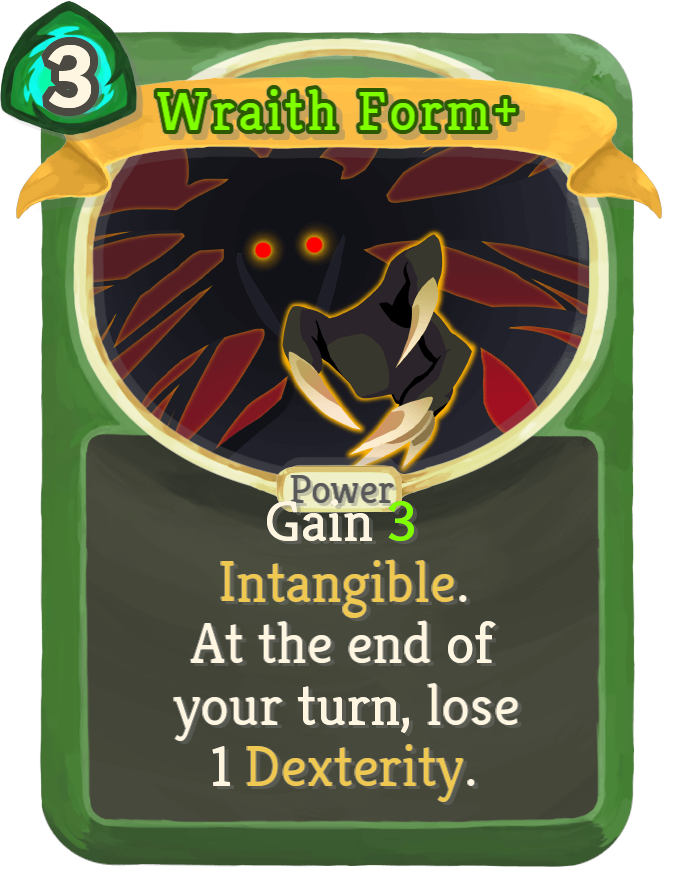 3
Wraith Form+
Power
Gain 3
Intangible.
At the end of
your turn, lose
1 Dexterity.